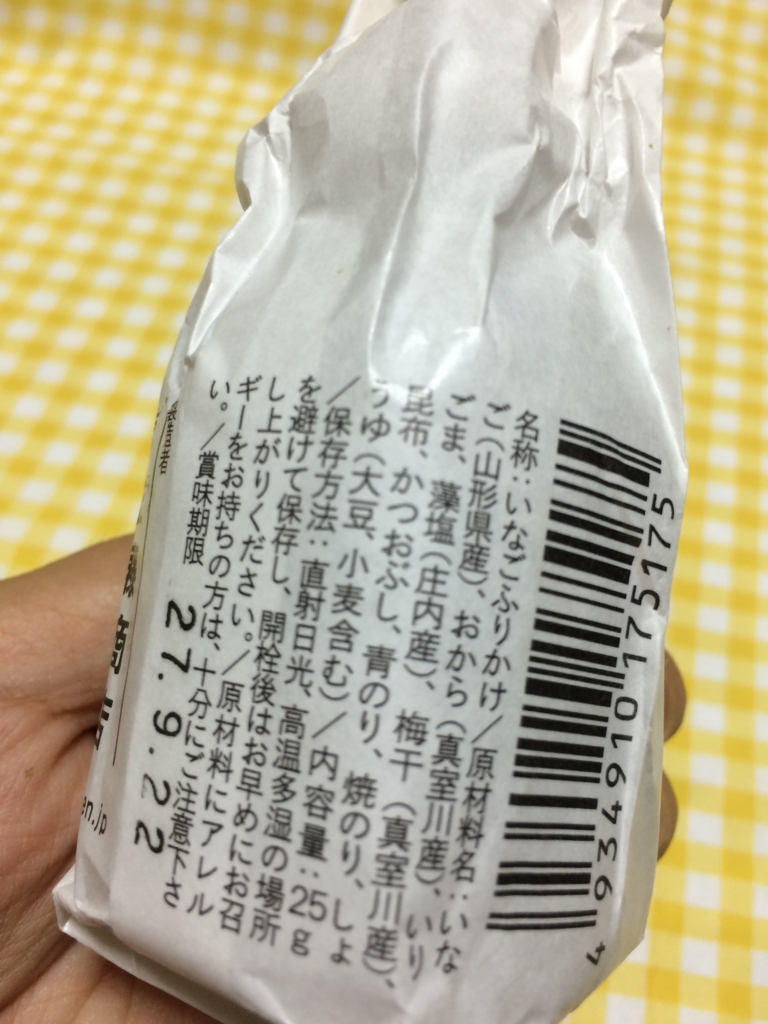 名称:いなごふりかけ/原材料名:いな
ご(山形県産)、おから(真室川産)、いり
ごま、藻塩(庄内産)、梅干(真室川産)、
昆布、かつおぶし、青のり、焼のり、しょ
うゆ(大豆、小麦含む)/内容量:25g
/保存方法:直射日光、高温多湿の場所
を避けて保存し、開栓後はお早めにお召
し上がりください。/原材料にアレル
ギーをお持ちの方は、十分にご注意下さ
い。/賞味期限 27.9.22
製造者
商店
en.jp
4934910175175